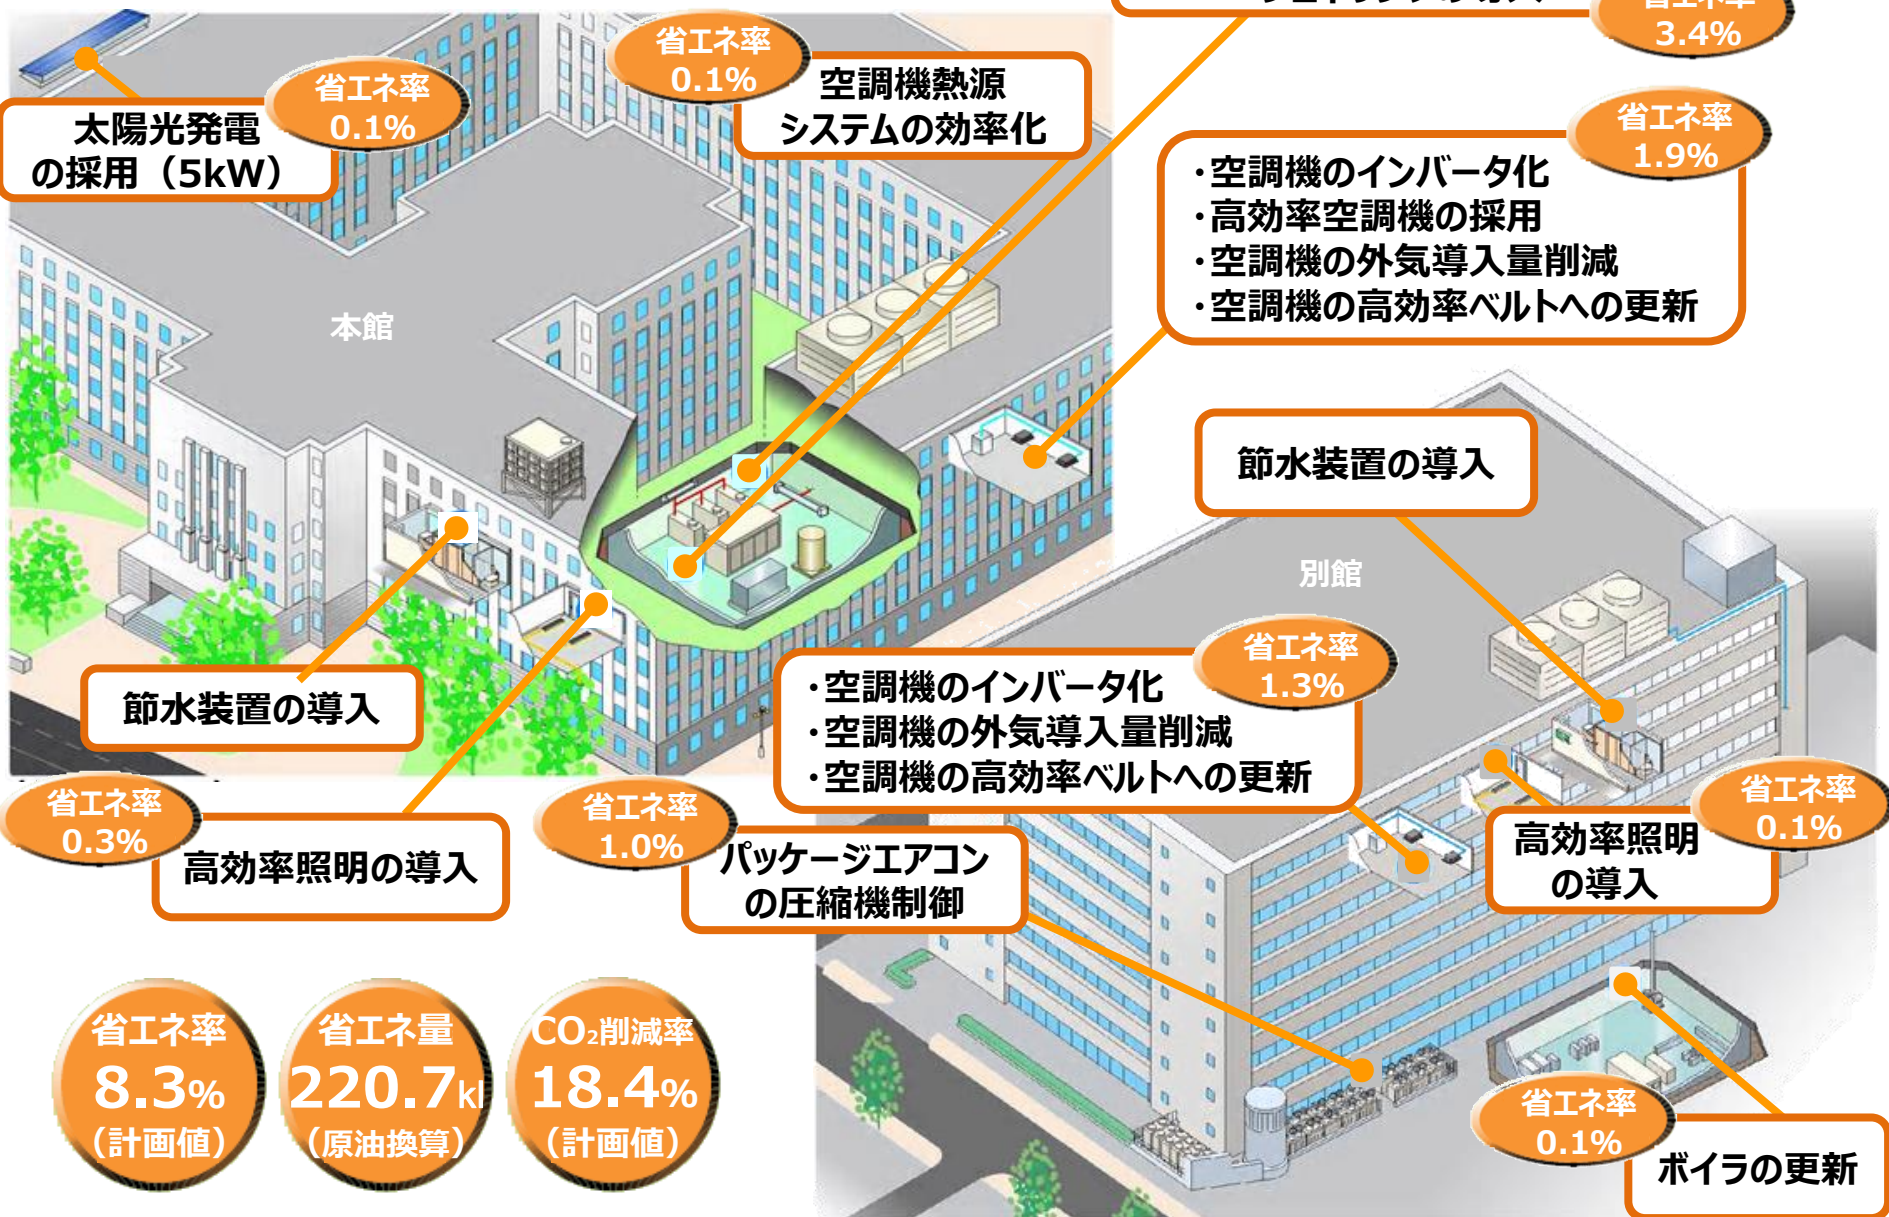 省エネ率
3.4%
省エネ率
0.1%
空調機熱源
システムの効率化
省エネ率
0.1%
太陽光発電
の採用（5kW）
省エネ率
1.9%
・空調機のインバータ化
・高効率空調機の採用
・空調機の外気導入量削減
・空調機の高効率ベルトへの更新
本館
節水装置の導入
別館
節水装置の導入
省エネ率
1.3%
・空調機のインバータ化
・空調機の外気導入量削減
・空調機の高効率ベルトへの更新
省エネ率
0.3%
高効率照明の導入
省エネ率
1.0%
パッケージエアコン
の圧縮機制御
省エネ率
0.1%
高効率照明
の導入
省エネ率
8.3%
（計画値）
省エネ量
220.7kl
（原油換算）
CO₂削減率
18.4%
（計画値）
省エネ率
0.1%
ボイラの更新